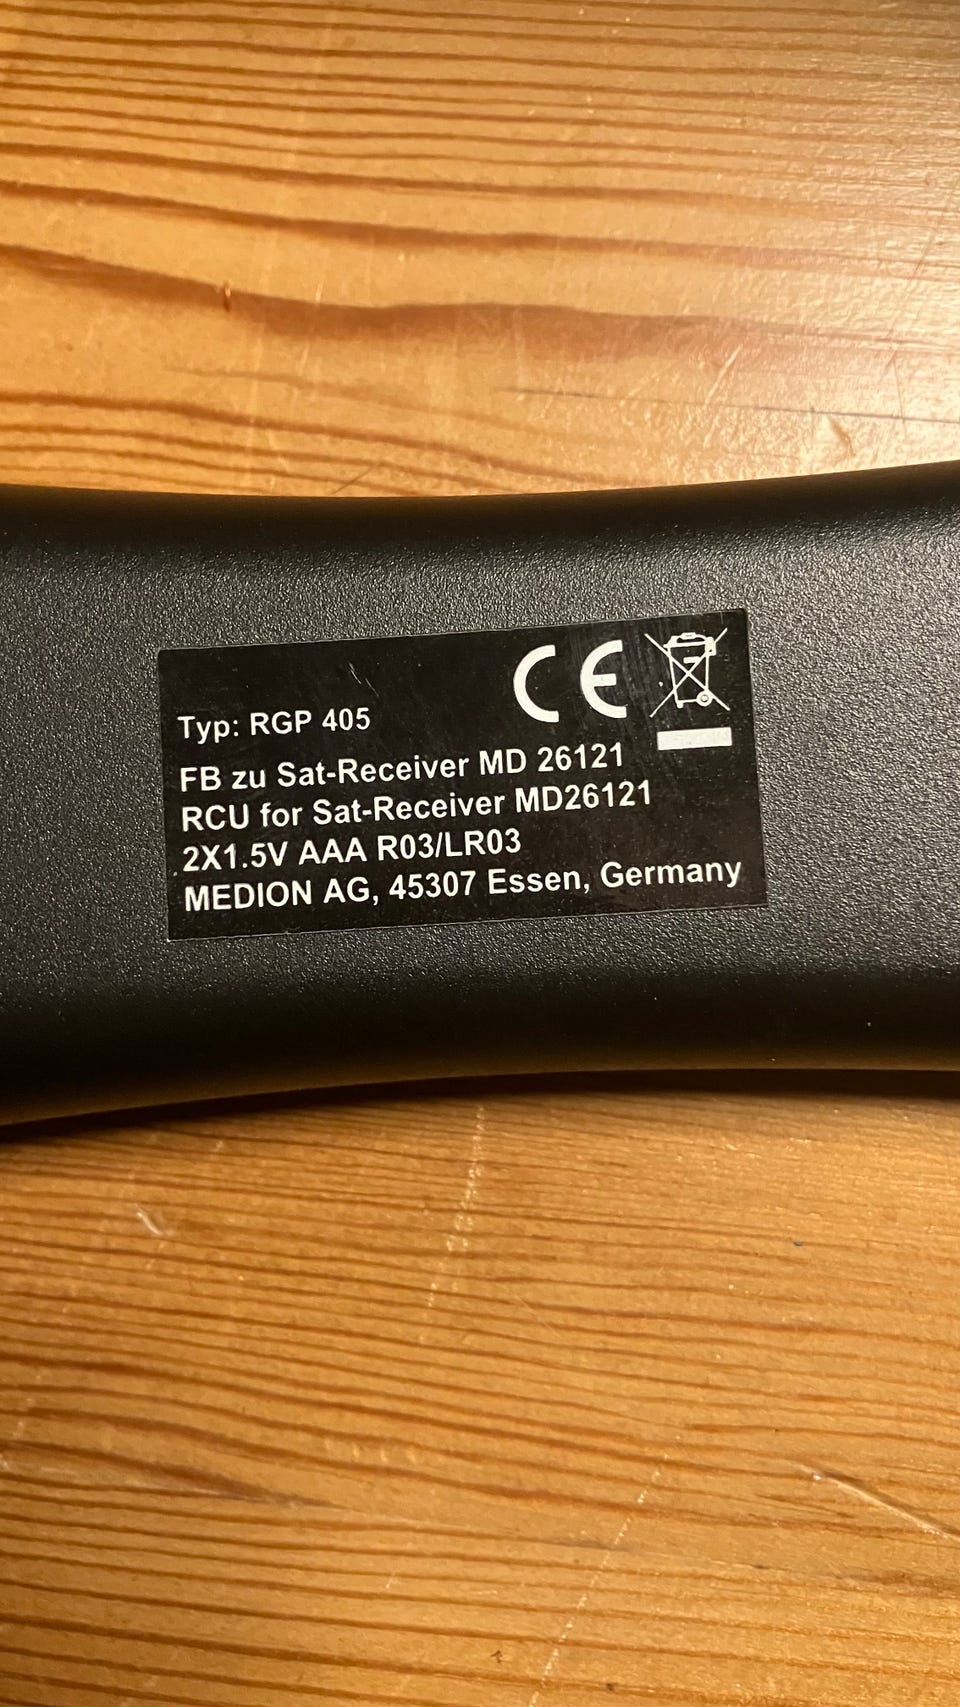 CE
Typ: RGP 405
FB zu Sat-Receiver MD 26121
RCU for Sat-Receiver MD26121
2X1.5V AAA R03/LR03
MEDION AG, 45307 Essen, Germany